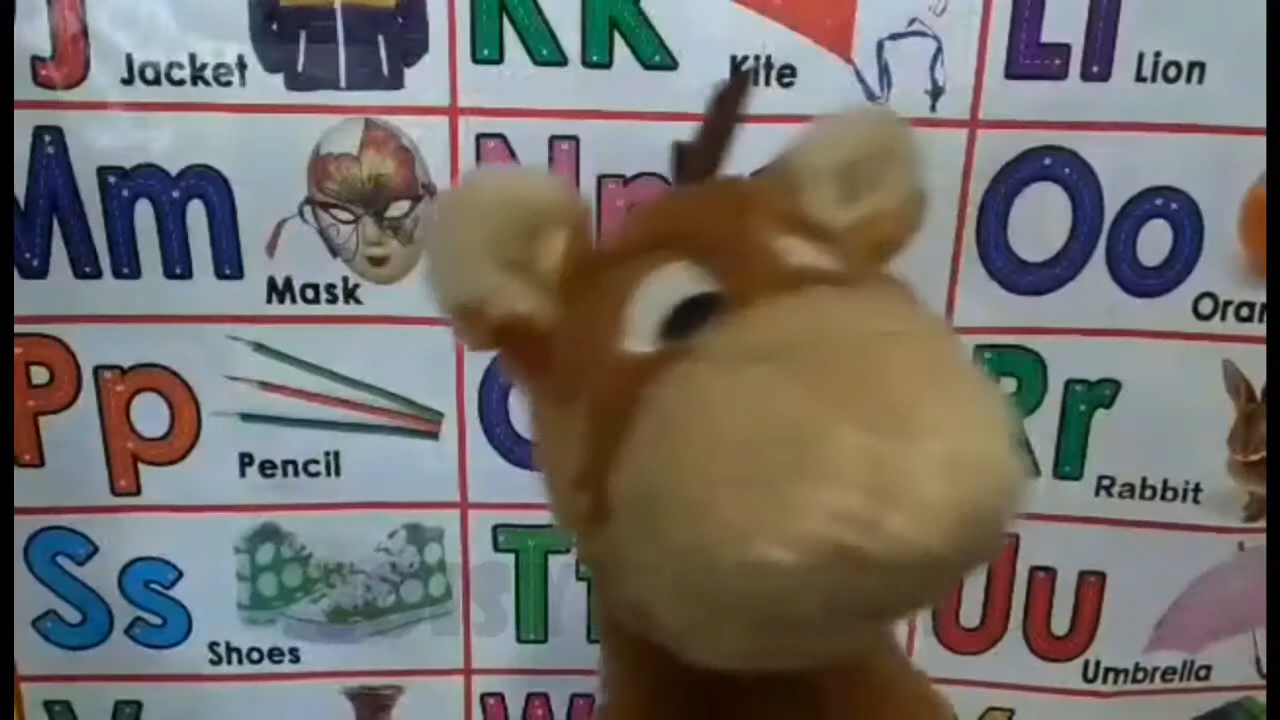 J Jacket
Kk Kite
Ll Lion
Mm Mask
Oo
Pp Pencil
Rr Rabbit
Ss Shoes
Uu Umbrella